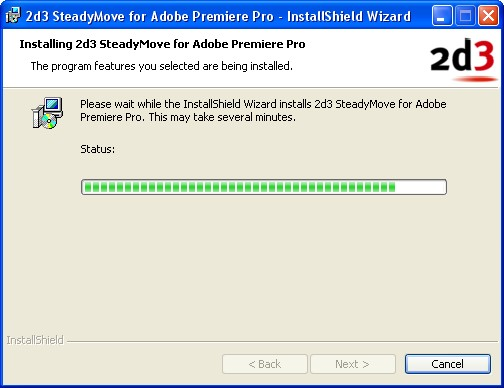 2d3 SteadyMove for Adobe Premiere Pro - InstallShield Wizard
Installing 2d3 SteadyMove for Adobe Premiere Pro
The program features you selected are being installed.
2d3
Please wait while the InstallShield Wizard installs 2d3 SteadyMove for Adobe
Premiere Pro. This may take several minutes.
Status:
InstallShield
< Back
Next >
Cancel